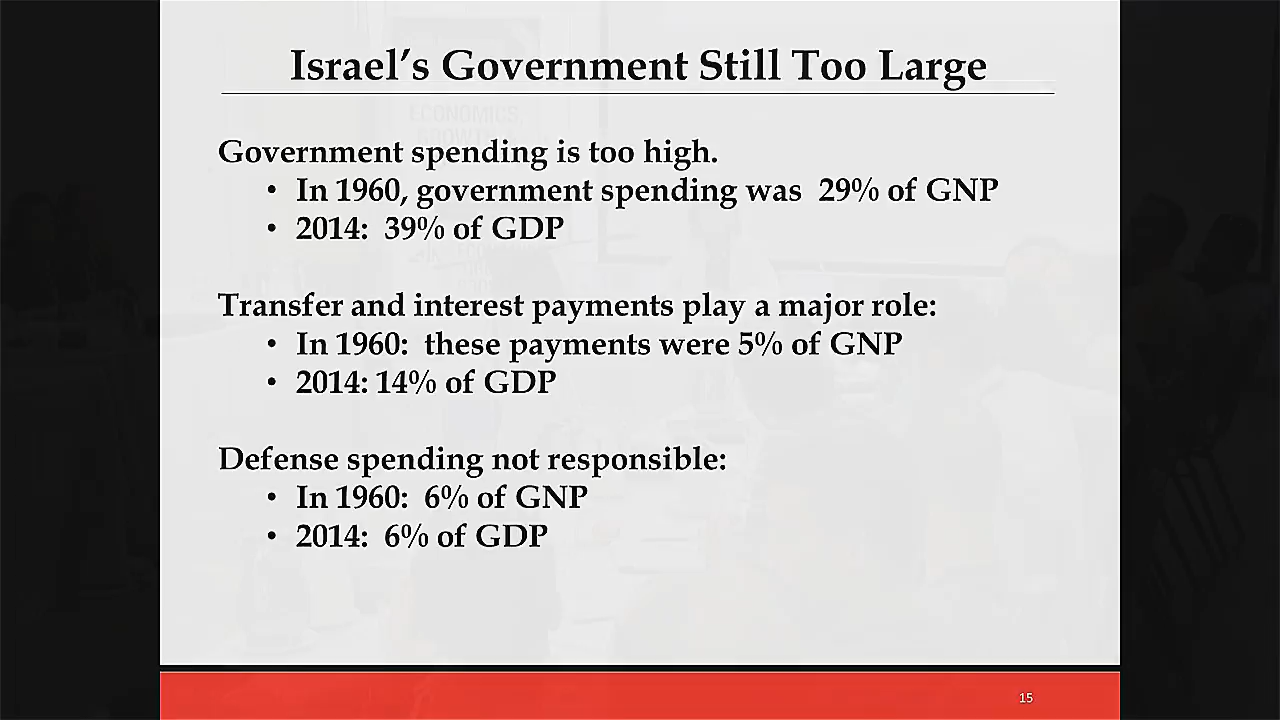 Israel’s Government Still Too Large
Government spending is too high.
• In 1960, government spending was 29% of GNP
• 2014: 39% of GDP
Transfer and interest payments play a major role:
• In 1960: these payments were 5% of GNP
• 2014: 14% of GDP
Defense spending not responsible:
• In 1960: 6% of GNP
• 2014: 6% of GDP
15